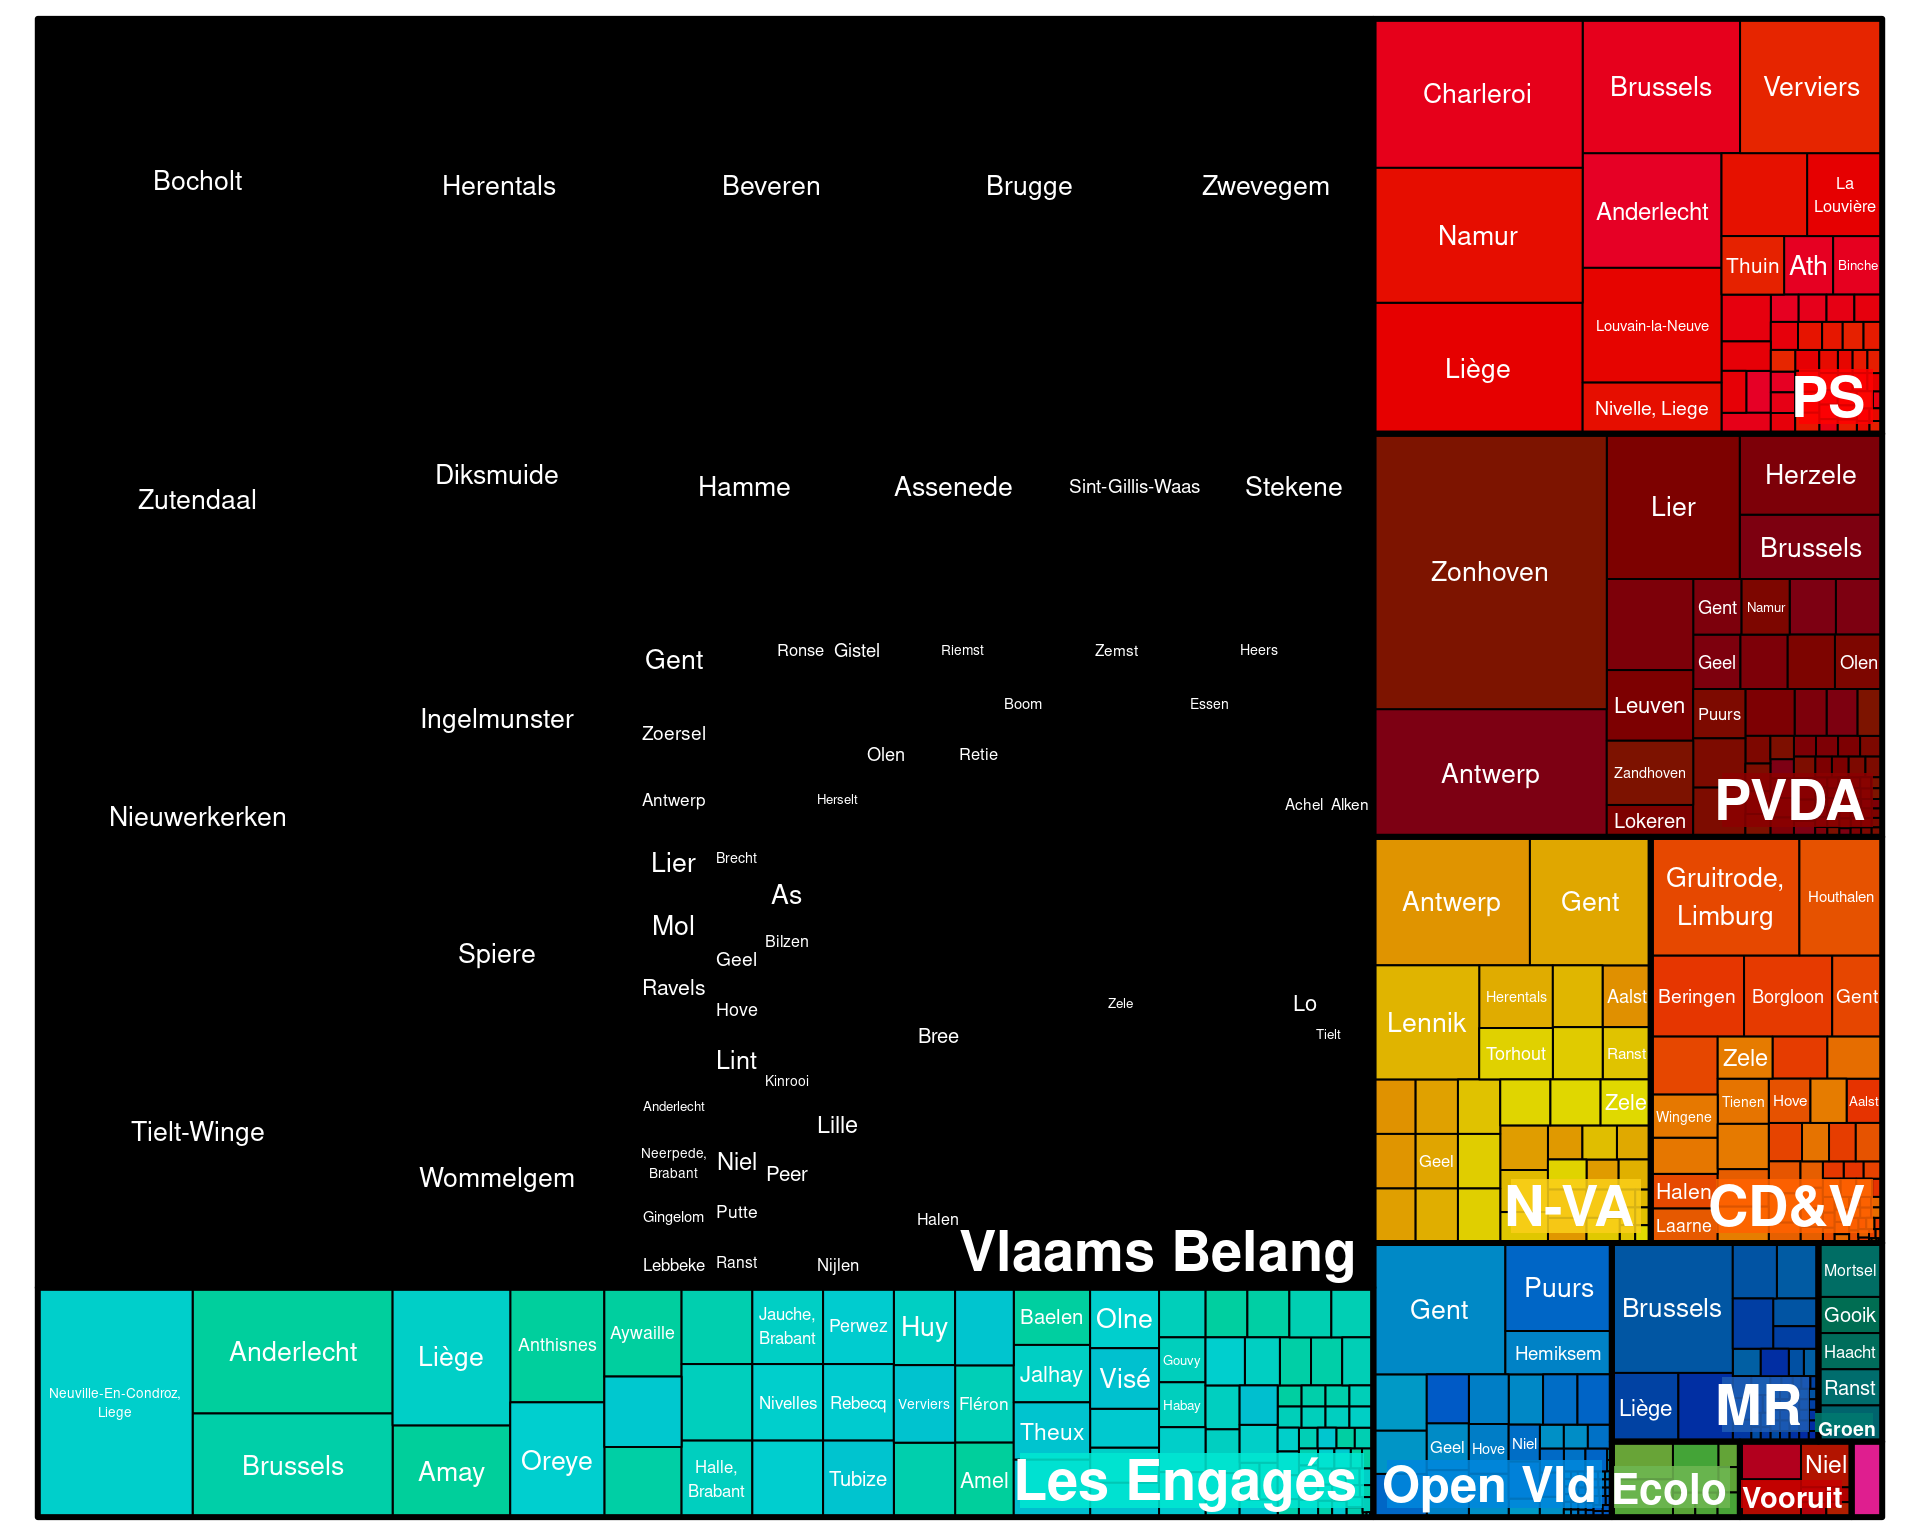 Bocholt
Herentals
Beveren
Brugge
Zwevegem
Zutendaal
Diksmuide
Hamme
Assenede
Sint-Gillis-Waas
Stekene
Nieuwerkerken
Ingelmunster
Gent
Ronse
Gistel
Riemst
Zemst
Heers
Boom
Essen
Zoersel
Olen
Retie
Antwerp
Herselt
Achel
Alken
Lier
Brecht
As
Mol
Bilzen
Geel
Spiere
Ravels
Hove
Zele
Lo
Bree
Tielt
Lint
Kinrooi
Tielt-Winge
Anderlecht
Lille
Wommelgem
Neerpede,
Brabant
Niel
Peer
Gingelom
Putte
Halen
Lebbeke
Ranst
Nijlen
Vlaams Belang
Charleroi
Brussels
Verviers
Namur
Anderlecht
La
Louvière
Thuin
Ath
Binche
Liège
Louvain-la-Neuve
Nivelle, Liege
PS
Zonhoven
Lier
Herzele
Brussels
Gent
Namur
Geel
Olen
Leuven
Puurs
Antwerp
Zandhoven
Lokeren
PVDA
Antwerp
Gent
Lennik
Herentals
Aalst
Torhout
Ranst
Zele
Geel
N-VA
Gruitrode,
Limburg
Houthalen
Beringen
Borgloon
Gent
Zele
Wingene
Tienen
Hove
Aalst
Halen
Laarne
CD&V
Neuville-En-Condroz,
Liege
Anderlecht
Brussels
Liège
Amay
Anthisnes
Oreye
Aywaille
Halle,
Brabant
Jauche,
Brabant
Nivelles
Perwez
Rebecq
Tubize
Huy
Verviers
Fléron
Amel
Baelen
Jalhay
Theux
Olne
Visé
Gouvy
Habay
Les Engagés
Gent
Puurs
Hemiksem
Geel
Hove
Niel
Open Vld
Brussels
Liège
MR
Mortsel
Gooik
Haacht
Ranst
Groen
Ecolo
Niel
Vooruit